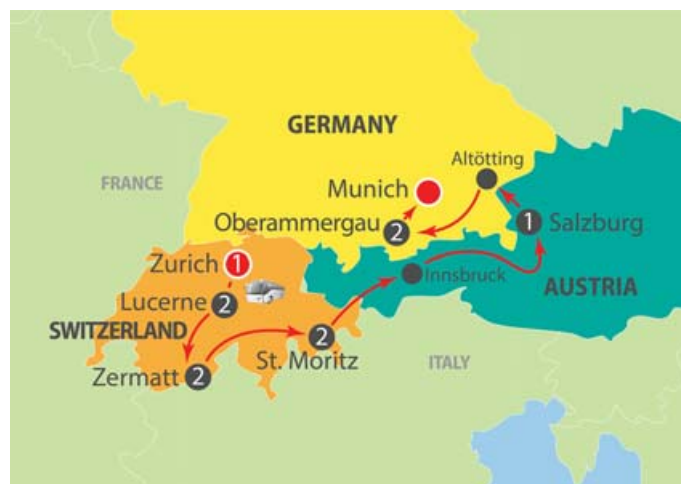 GERMANY
Altötting
FRANCE
Munich
Oberammergau
2
1 Salzburg
Zurich 1
Innsbruck
AUSTRIA
Lucerne 2
SWITZERLAND
2
St. Moritz
ITALY
Zermatt 2